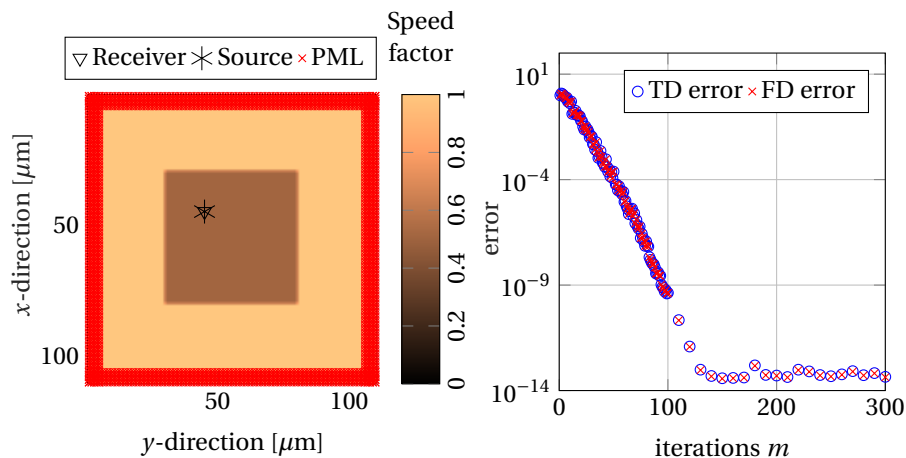 Speed
factor
Receiver Source PML
x-direction [μm]
50
100
50 100
y-direction [μm]
1
0.8
0.6
0.4
0.2
0
TD error FD error
error
10^1
10^−4
10^−9
10^−14
0 100 200 300
iterations m